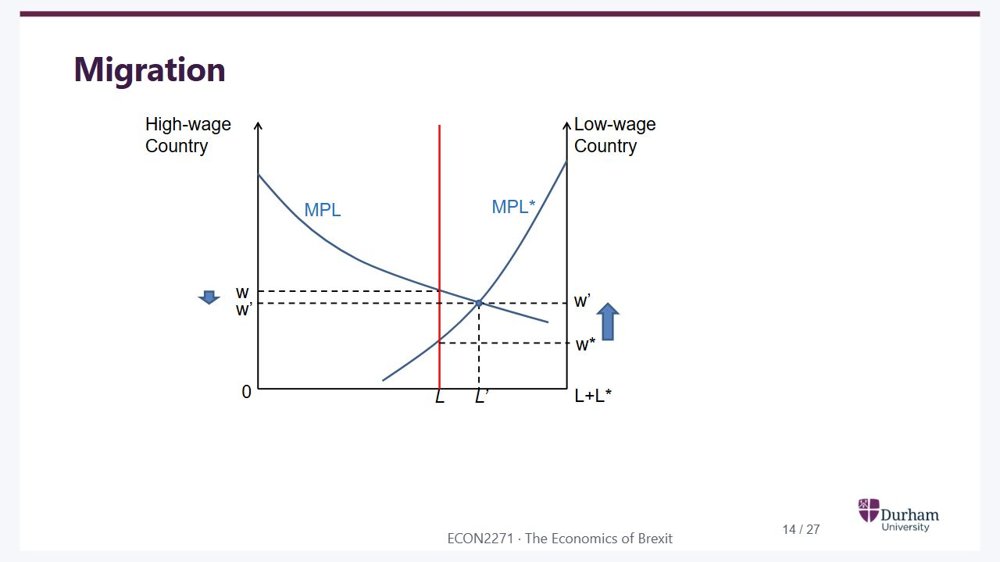 Migration
High-wage
Country
Low-wage
Country
MPL
MPL*
w
w’
w’
w*
0
L
L’
L+L*
ECON2271 · The Economics of Brexit
14 / 27
Durham
University